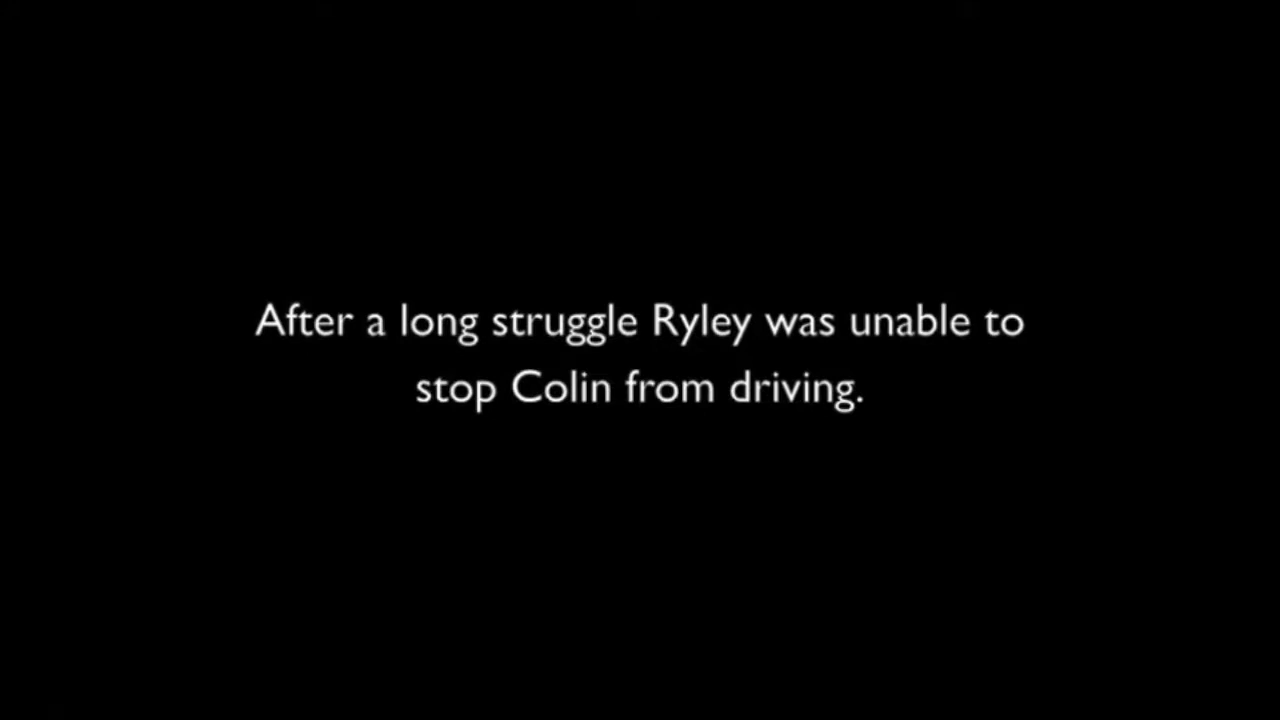 After a long struggle Ryley was unable to
stop Colin from driving.